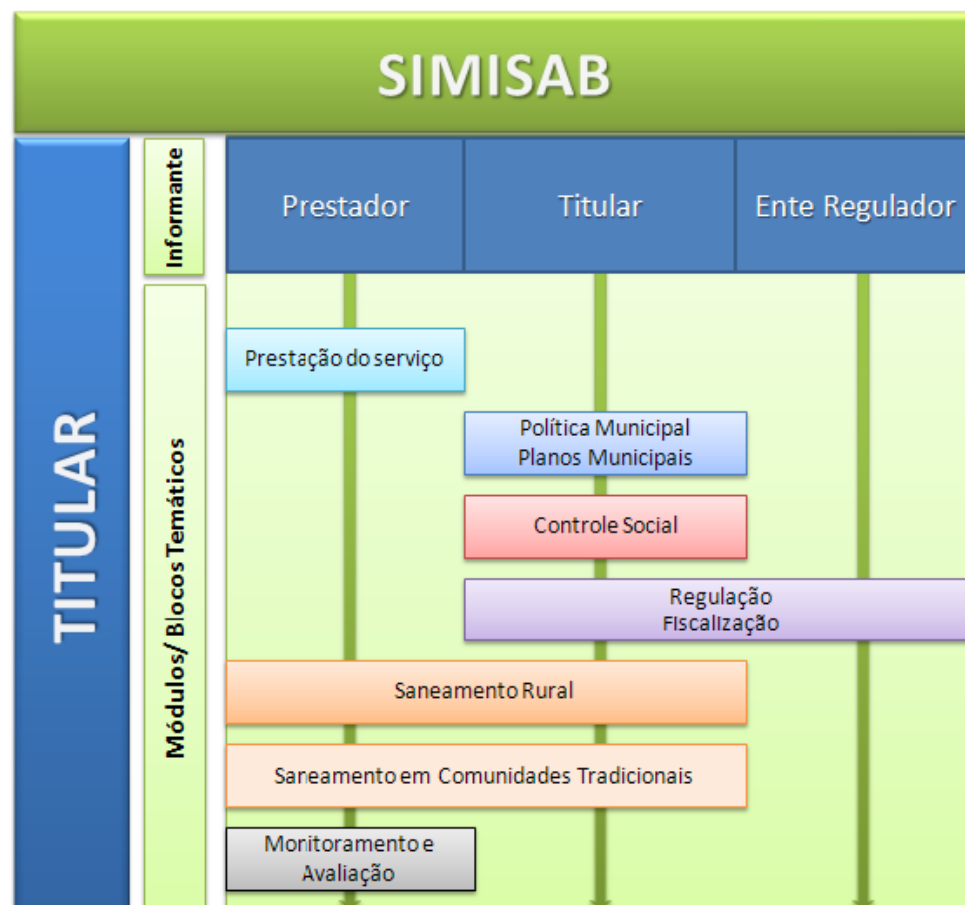 SIMISAB
TITULAR
Informante
Prestador
Titular
Ente Regulador
Módulos/ Blocos Temáticos
Prestação do serviço
Política Municipal
Planos Municipais
Controle Social
Regulação
Fiscalização
Saneamento Rural
Saneamento em Comunidades Tradicionais
Monitoramento e
Avaliação